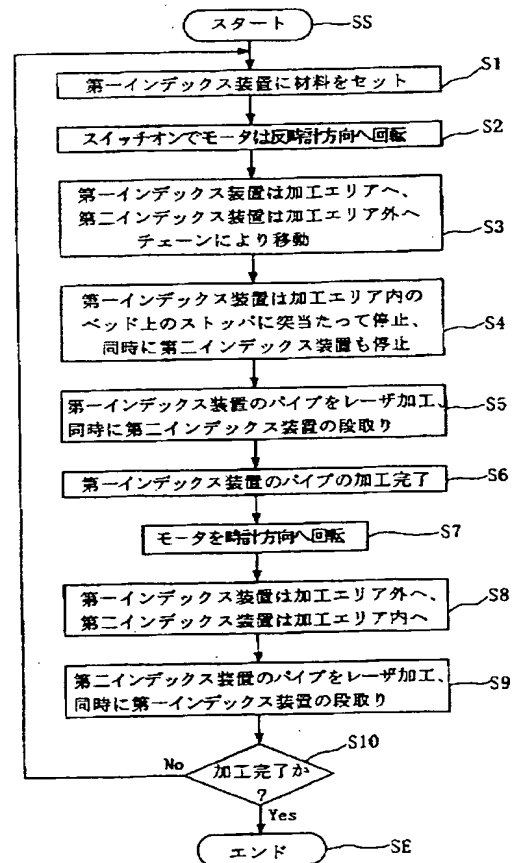 スタート
SS
第一インデックス装置に材料をセット
S1
スイッチオンでモータは反時計方向へ回転
S2
第一インデックス装置は加工エリアへ、
第二インデックス装置は加工エリア外へ
チェーンにより移動
S3
第一インデックス装置は加工エリア内の
ベッド上のストッパに突当たって停止、
同時に第二インデックス装置も停止
S4
第一インデックス装置のパイプをレーザ加工、
同時に第二インデックス装置の段取り
S5
第一インデックス装置のパイプの加工完了
S6
モータを時計方向へ回転
S7
第一インデックス装置は加工エリア外へ、
第二インデックス装置は加工エリア内へ
S8
第二インデックス装置のパイプをレーザ加工、
同時に第一インデックス装置の段取り
S9
S10
No
加工完了か
?
Yes
エンド
SE